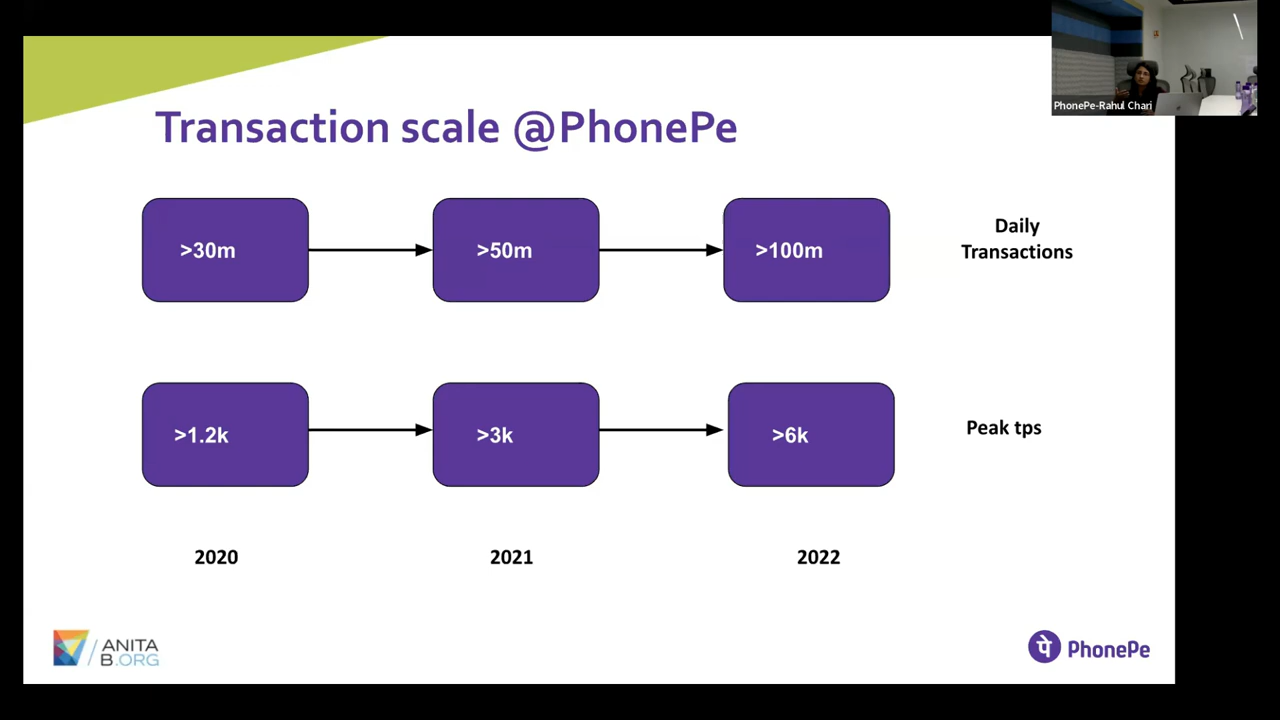 PhonePe-Rahul Chari
Transaction scale @PhonePe
>30m
>50m
>100m
Daily
Transactions
>1.2k
>3k
>6k
Peak tps
2020
2021
2022
ANITA
B.ORG
पे PhonePe